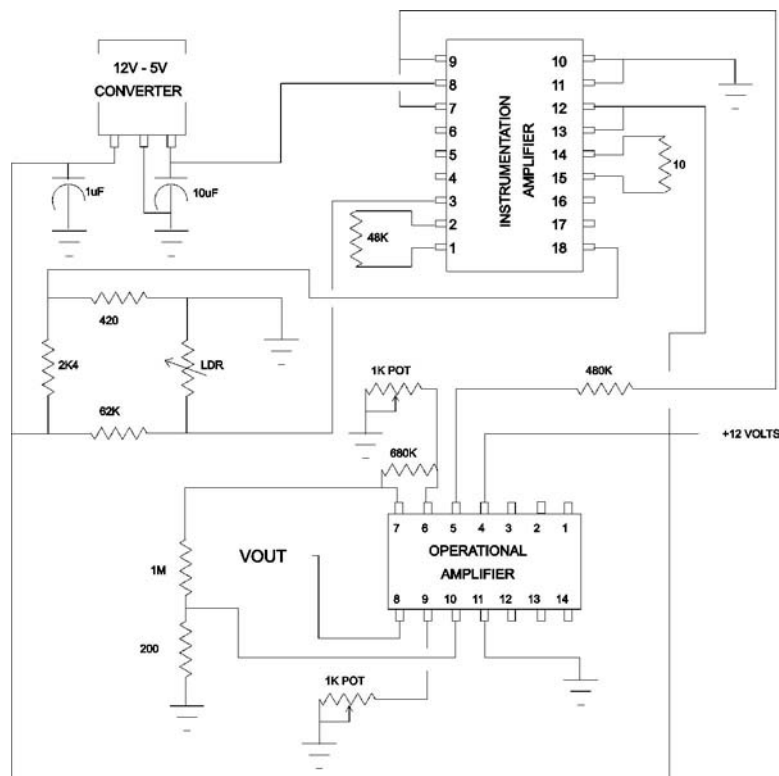 12V - 5V
CONVERTER
1uF
10uF
INSTRUMENTATION
AMPLIFIER
9
8
7
6
5
4
3
2
1
10
11
12
13
14
15
16
17
18
10
48K
420
2K4
LDR
62K
1K POT
480K
680K
+12 VOLTS
7 6 5 4 3 2 1
OPERATIONAL
AMPLIFIER
8 9 10 11 12 13 14
VOUT
1M
200
1K POT